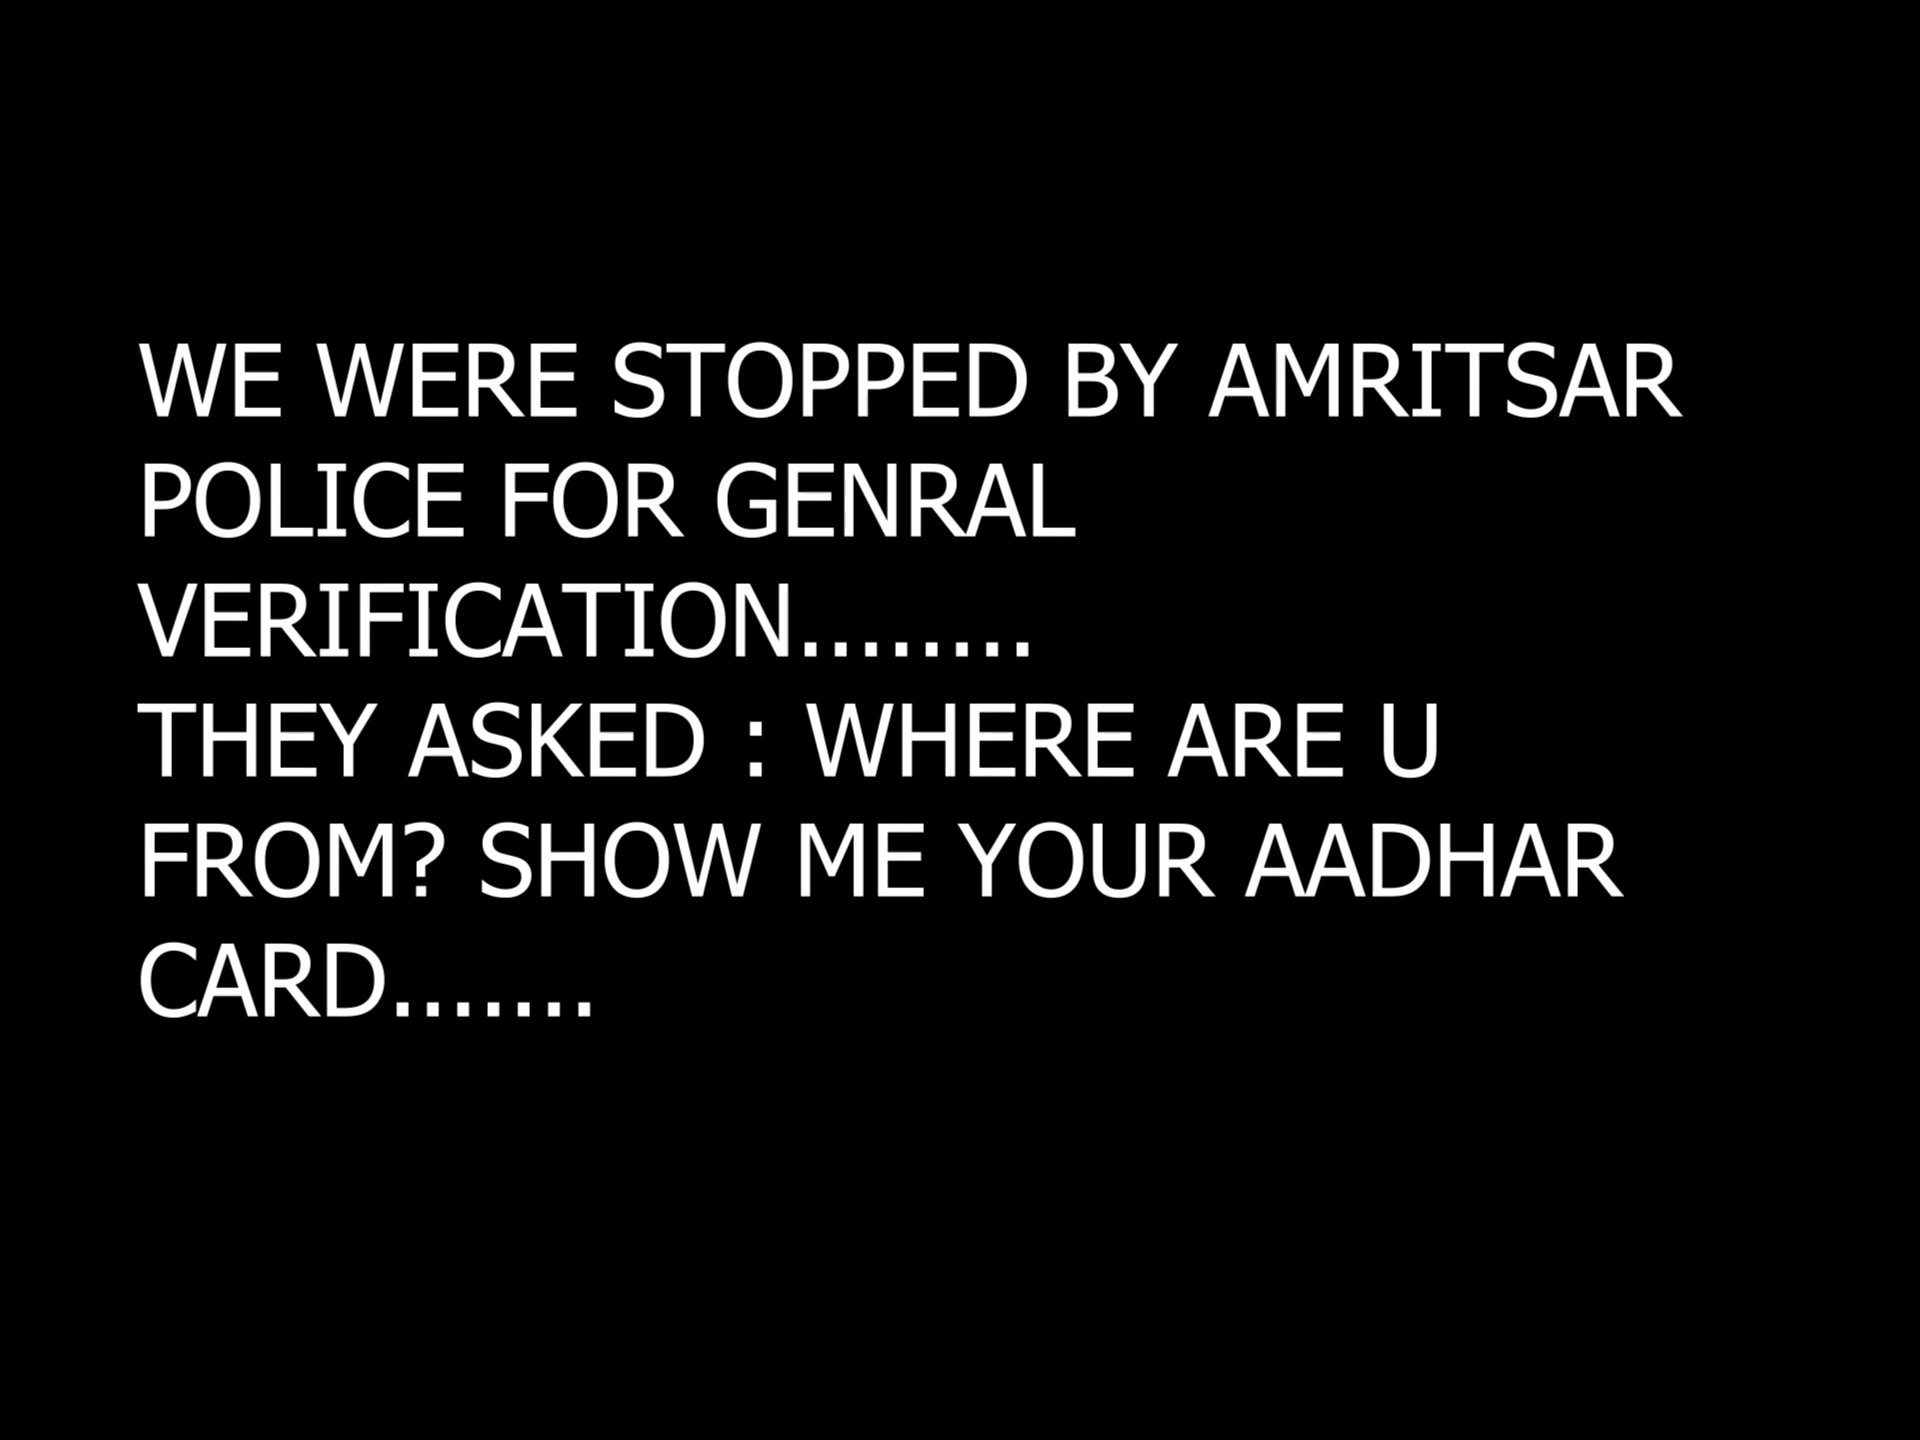 WE WERE STOPPED BY AMRITSAR
POLICE FOR GENRAL
VERIFICATION........
THEY ASKED : WHERE ARE U
FROM? SHOW ME YOUR AADHAR
CARD.......